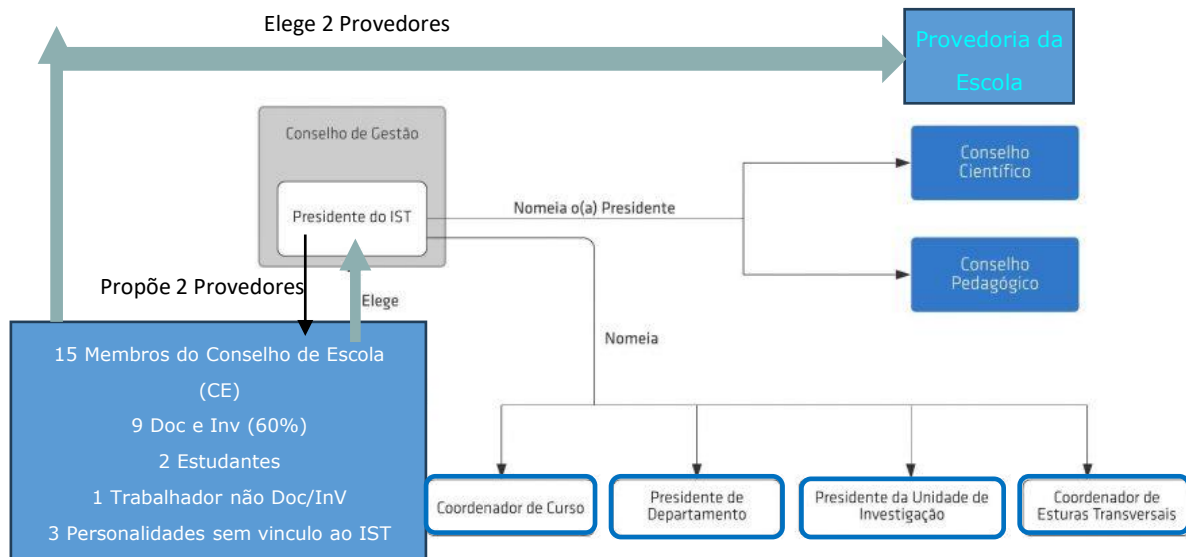 Elege 2 Provedores
Provedoria da
Escola
Conselho de Gestão
Presidente do IST
Nomeia o(a) Presidente
Conselho
Científico
Conselho
Pedagógico
Propõe 2 Provedores
Elege
Nomeia
15 Membros do Conselho de Escola
(CE)
9 Doc e Inv (60%)
2 Estudantes
1 Trabalhador não Doc/InV
3 Personalidades sem vinculo ao IST
Coordenador de Curso
Presidente de
Departamento
Presidente da Unidade de
Investigação
Coordenador de
Esturas Transversais